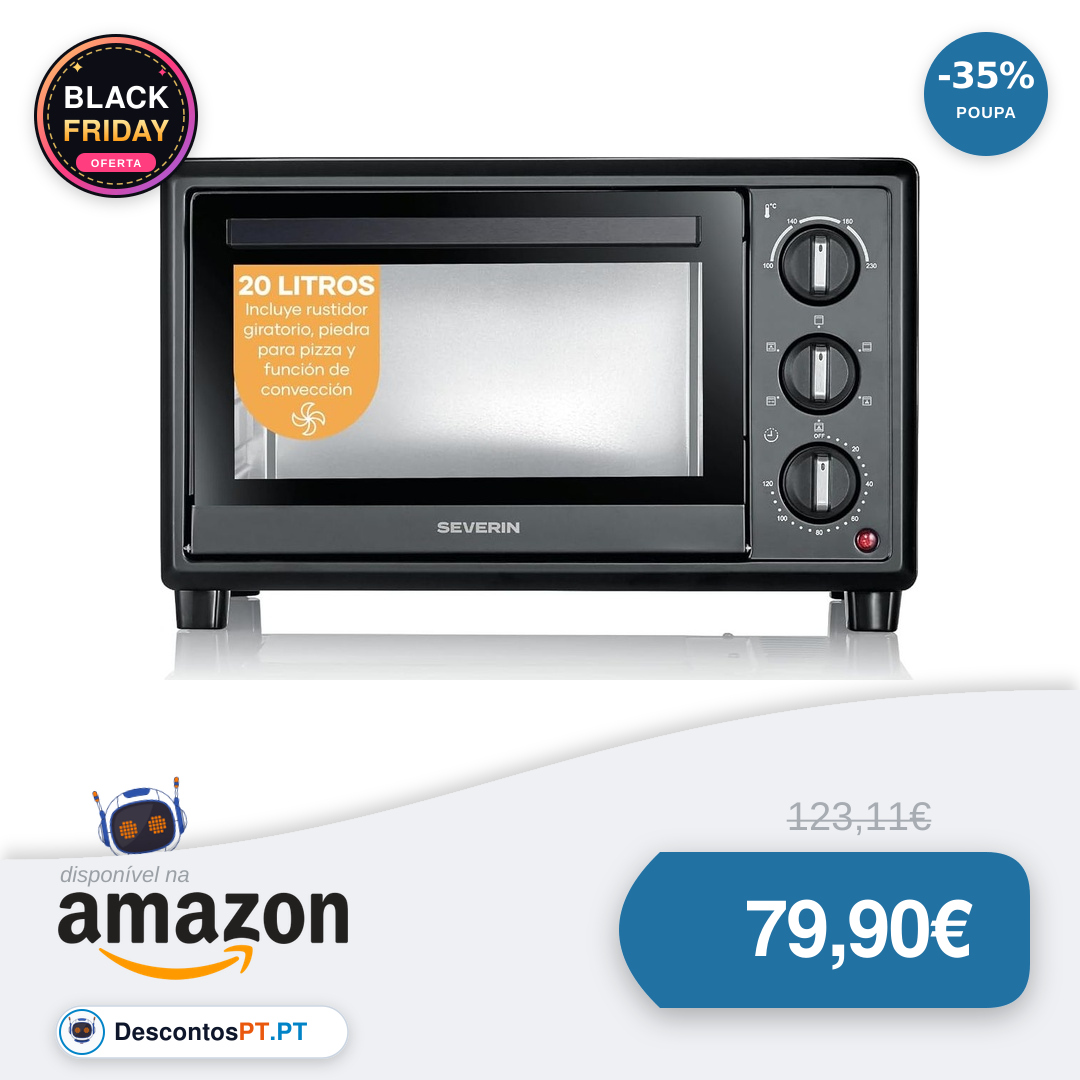 BLACK
FRIDAY
OFERTA
-35%
POUPA
20 LITROS
Incluye rustidor
giratorio, piedra
para pizza y
función de
convección
°C
140 180
100 230
OFF
20
120 40
100 60
80
SEVERIN
123,11€
disponível na
amazon
79,90€
DescontosPT.PT